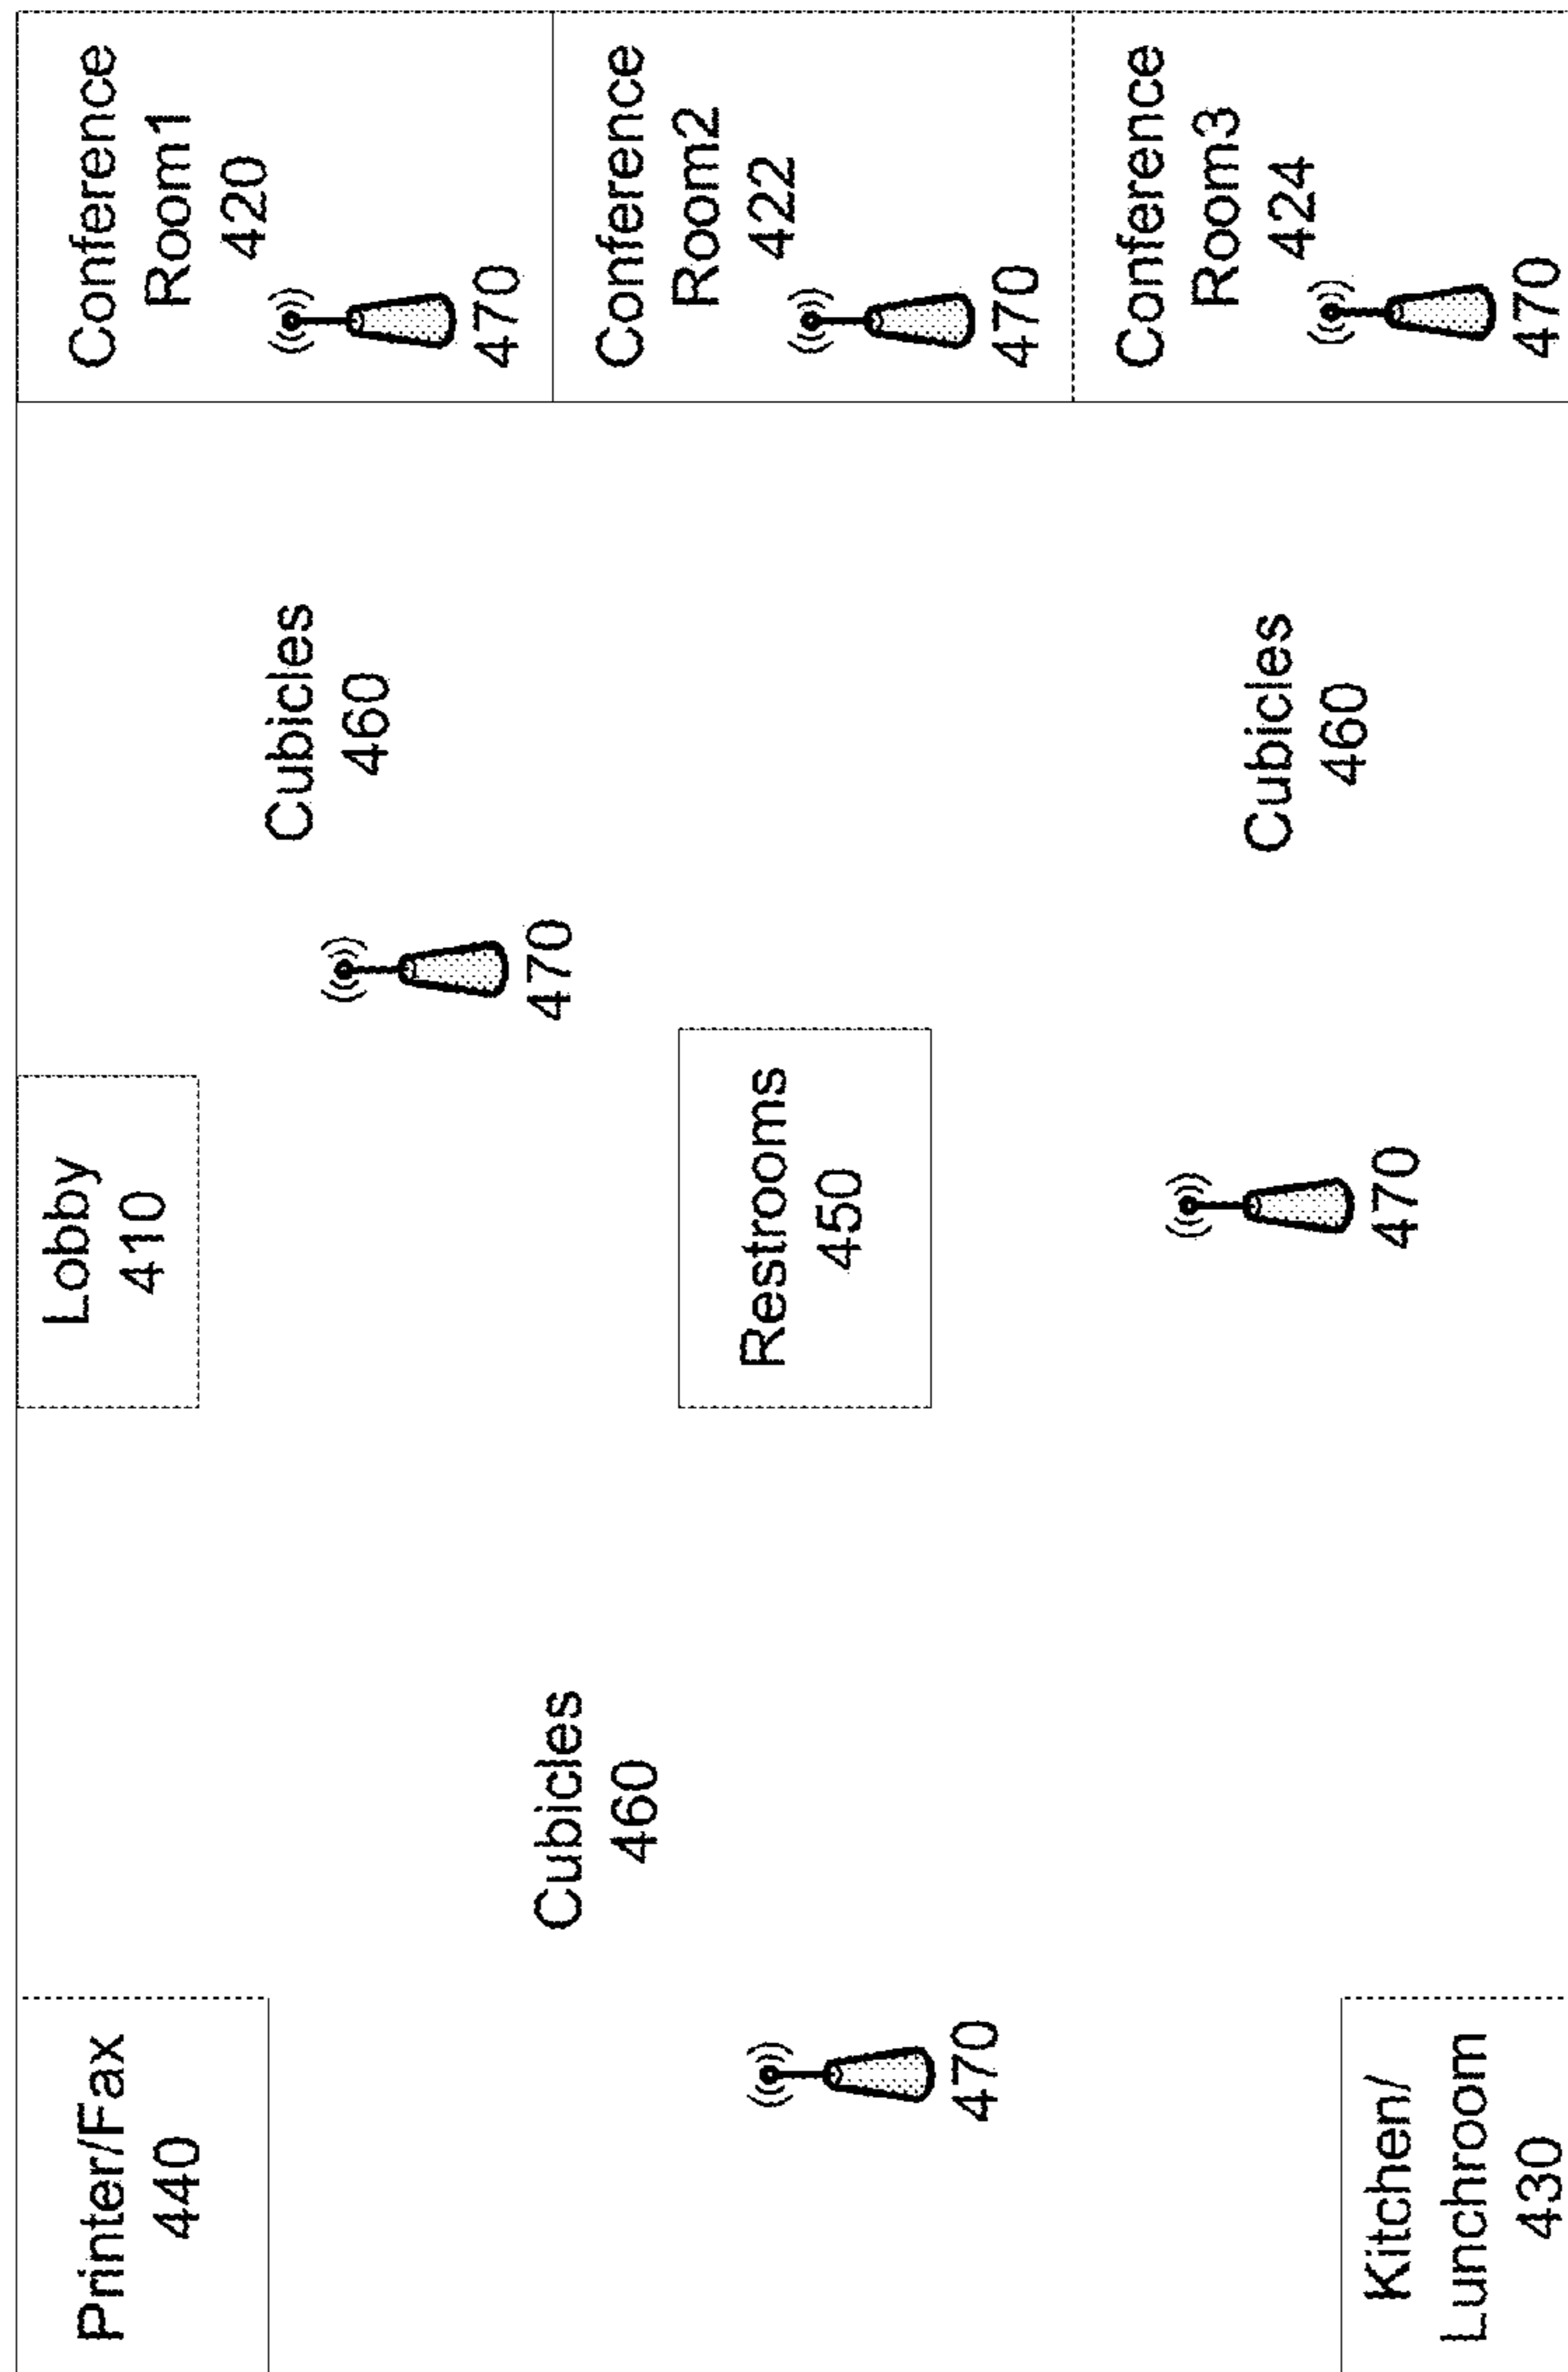 Printer/Fax
440
Lobby
410
Conference
Room1
420
470
Cubicles
460
470
Cubicles
460
Conference
Room2
422
470
Restrooms
450
470
Conference
Room3
424
470
Cubicles
460
470
Kitchen/
Lunchroom
430